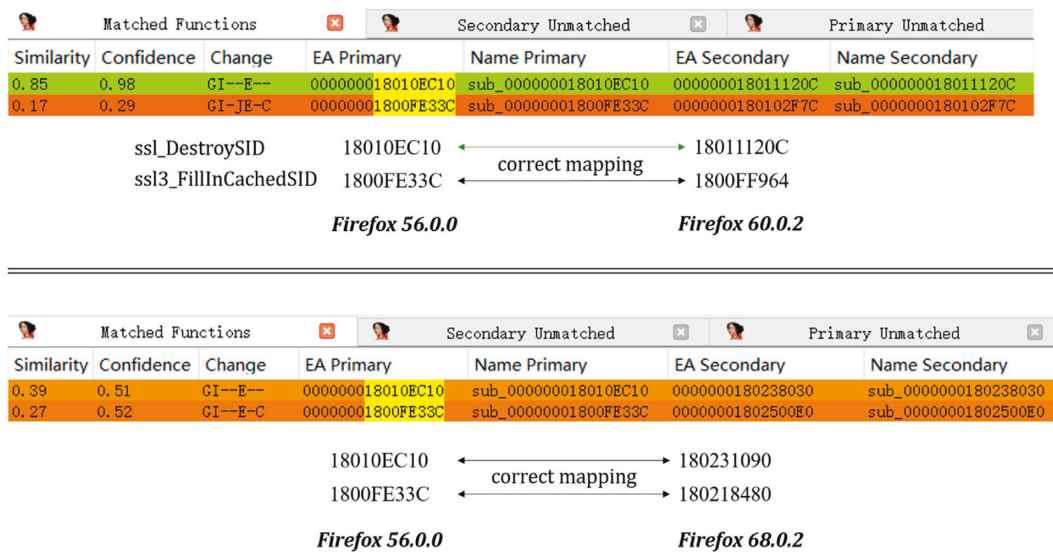 Matched Functions Secondary Unmatched Primary Unmatched
Similarity Confidence Change EA Primary Name Primary EA Secondary Name Secondary
0.85 0.98 GI--E-- 000000018010EC10 sub_000000018010EC10 000000018011120C sub_000000018011120C
0.17 0.29 GI-JE-C 00000001800FE33C sub_00000001800FE33C 0000000180102F7C sub_0000000180102F7C
ssl_DestroySID 18010EC10 18011120C
correct mapping
ssl3_FillInCachedSID 1800FE33C 1800FF964
Firefox 56.0.0 Firefox 60.0.2
Matched Functions Secondary Unmatched Primary Unmatched
Similarity Confidence Change EA Primary Name Primary EA Secondary Name Secondary
0.39 0.51 GI--E-- 000000018010EC10 sub_000000018010EC10 0000000180238030 sub_0000000180238030
0.27 0.52 GI--E-C 00000001800FE33C sub_00000001800FE33C 00000001802500E0 sub_00000001802500E0
18010EC10 180231090
correct mapping
1800FE33C 180218480
Firefox 56.0.0 Firefox 68.0.2